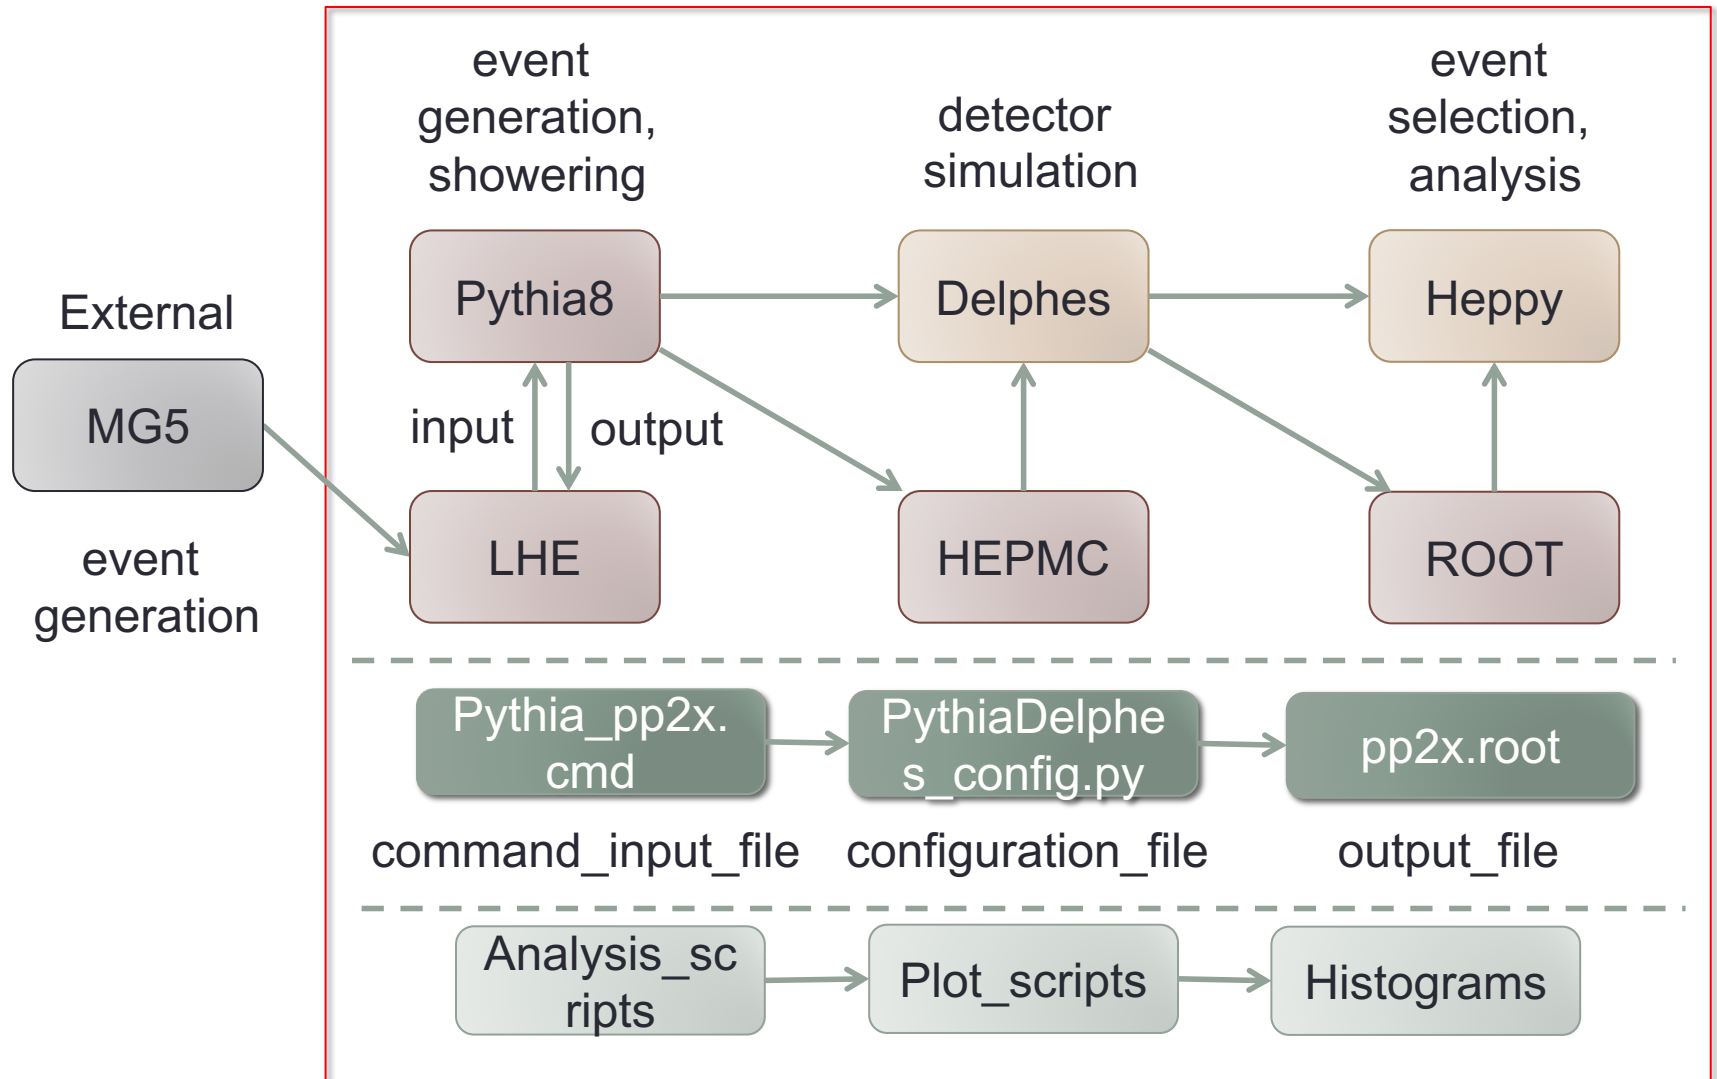 event
generation,
showering
detector
simulation
event
selection,
analysis
Pythia8
Delphes
Heppy
External
MG5
input
output
event
generation
LHE
HEPMC
ROOT
Pythia_pp2x.
cmd
PythiaDelphe
s_config.py
pp2x.root
command_input_file
configuration_file
output_file
Analysis_sc
ripts
Plot_scripts
Histograms